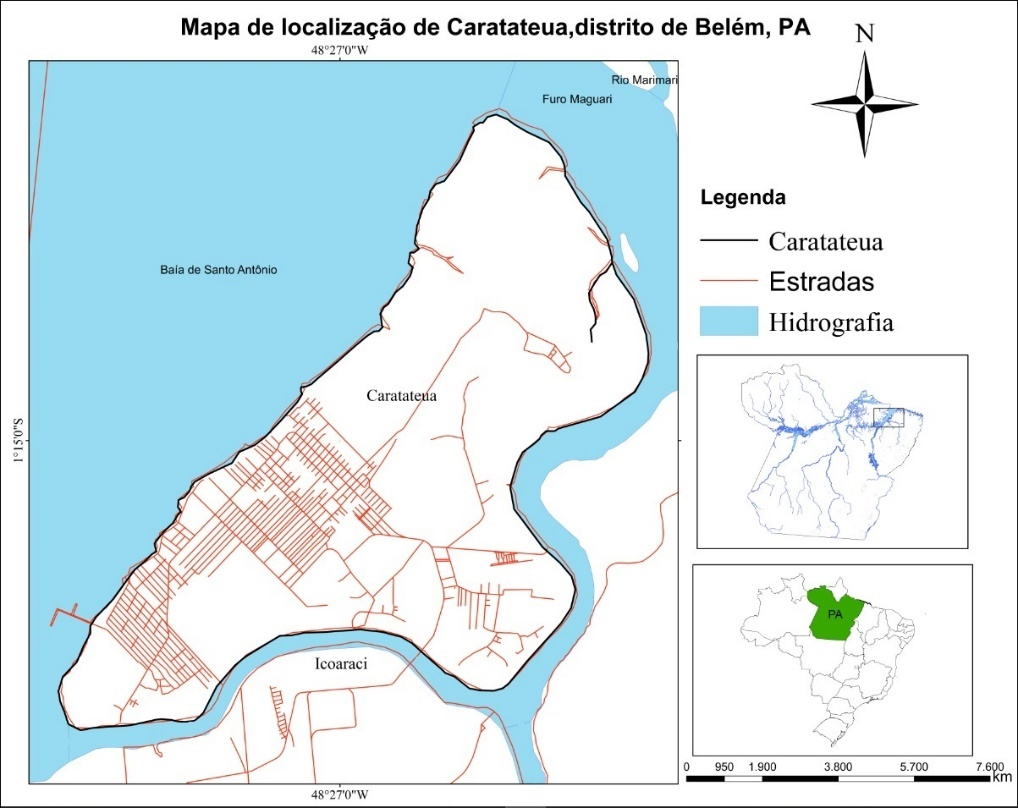 Mapa de localização de Caratateua,distrito de Belém, PA
48°27'0"W
N
Rio Marimari
Furo Maguari
Baía de Santo Antônio
Caratateua
1°15'0"S
Icoaraci
48°27'0"W
Legenda
Caratateua
Estradas
Hidrografia
PA
0 950 1.900 3.800 5.700 7.600
km